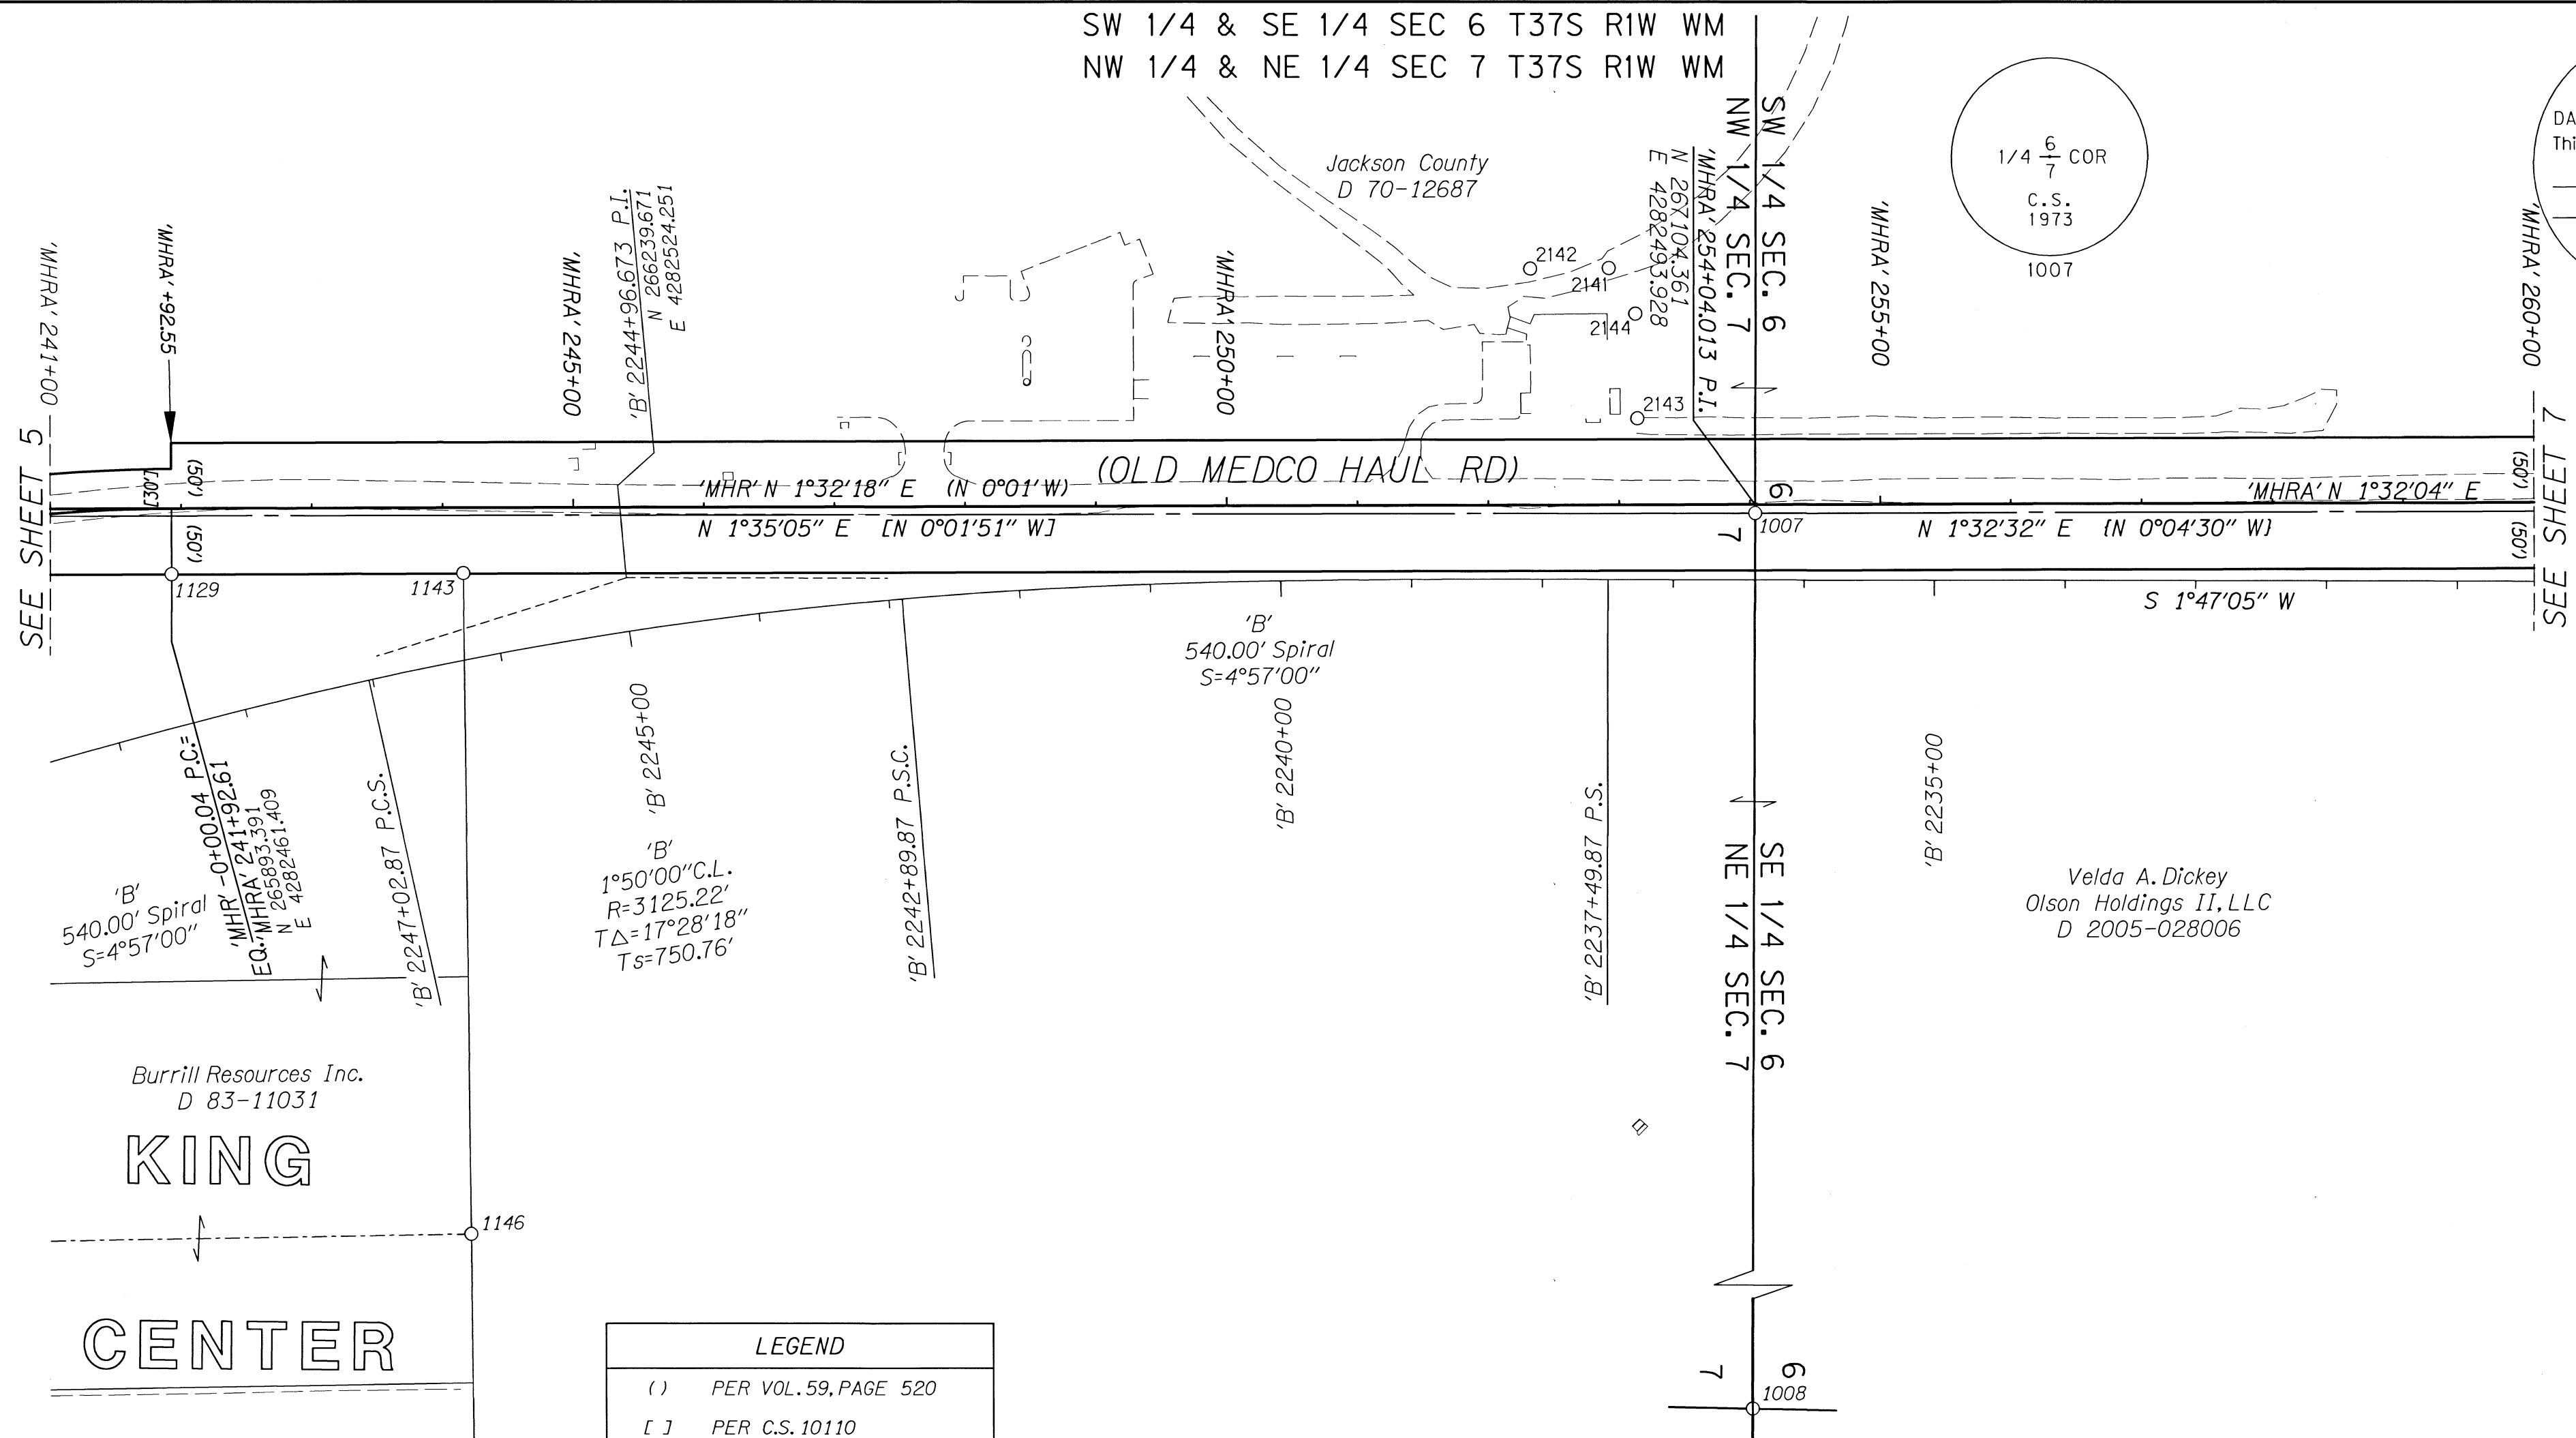 SW 1/4 & SE 1/4 SEC 6 T37S R1W WM
NW 1/4 & NE 1/4 SEC 7 T37S R1W WM
SW 1/4 SEC. 6
NW 1/4 SEC. 7
1/4 6/7 COR
C.S.
1973
1007
DA
Thi
Jackson County
D 70-12687
'MHRA' 241+00
'MHRA' +92.55
'MHRA' 245+00
'B' 2244+96.673 P.I.
N 266239.671
E 4282524.251
'MHRA' 250+00
2142
2141
2144
2143
'MHRA' 254+04.013 P.I.
N 267104.361
E 4282493.928
'MHRA' 255+00
'MHRA' 260+00
SEE SHEET 5
SEE SHEET 7
[30']
(50')
(50')
(50')
(50')
(OLD MEDCO HAUL RD)
'MHR' N 1°32'18" E (N 0°01' W)
'MHRA' N 1°32'04" E
N 1°35'05" E [N 0°01'51" W]
6
7
1007
N 1°32'32" E {N 0°04'30" W}
1129
1143
S 1°47'05" W
'B'
540.00' Spiral
S=4°57'00"
'MHR' -0+00.04 P.C.=
EQ.'MHRA' 241+92.61
N 265893.391
E 4282461.409
'B'
540.00' Spiral
S=4°57'00"
'B' 2247+02.87 P.C.S.
'B' 2245+00
'B'
1°50'00"C.L.
R=3125.22'
T△=17°28'18"
Ts=750.76'
'B' 2242+89.87 P.S.C.
'B' 2240+00
'B' 2237+49.87 P.S.
'B' 2235+00
SE 1/4 SEC. 6
NE 1/4 SEC. 7
Velda A. Dickey
Olson Holdings II, LLC
D 2005-028006
Burrill Resources Inc.
D 83-11031
KING
1146
CENTER
LEGEND
( ) PER VOL. 59, PAGE 520
[ ] PER C.S. 10110
7
6
1008